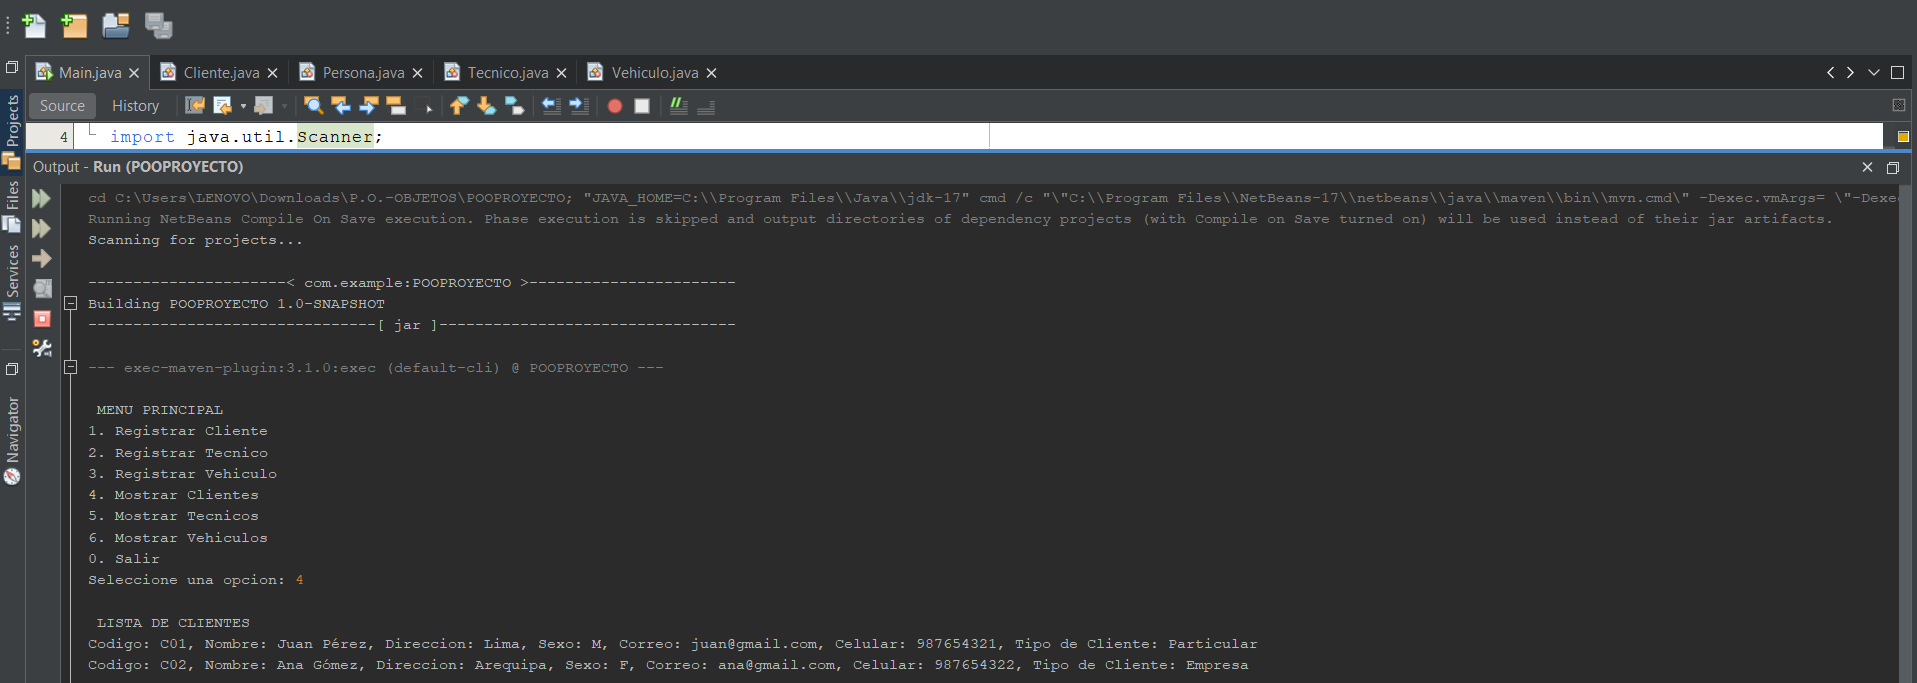 Main.java Cliente.java Persona.java Tecnico.java Vehiculo.java
Source History
4 import java.util.Scanner;
Output - Run (POOPROYECTO)
cd C:\Users\LENOVO\Downloads\P.O.-OBJETOS\POOPROYECTO; "JAVA_HOME=C:\\Program Files\\Java\\jdk-17" cmd /c "\"C:\\Program Files\\NetBeans-17\\netbeans\\java\\maven\\bin\\mvn.cmd\" -Dexec.vmArgs= \"-Dexec
Running NetBeans Compile On Save execution. Phase execution is skipped and output directories of dependency projects (with Compile on Save turned on) will be used instead of their jar artifacts.
Scanning for projects...
----------------------< com.example:POOPROYECTO >-----------------------
Building POOPROYECTO 1.0-SNAPSHOT
--------------------------------[ jar ]---------------------------------
--- exec-maven-plugin:3.1.0:exec (default-cli) @ POOPROYECTO ---
MENU PRINCIPAL
1. Registrar Cliente
2. Registrar Tecnico
3. Registrar Vehiculo
4. Mostrar Clientes
5. Mostrar Tecnicos
6. Mostrar Vehiculos
0. Salir
Seleccione una opcion: 4
LISTA DE CLIENTES
Codigo: C01, Nombre: Juan Pérez, Direccion: Lima, Sexo: M, Correo: juan@gmail.com, Celular: 987654321, Tipo de Cliente: Particular
Codigo: C02, Nombre: Ana Gómez, Direccion: Arequipa, Sexo: F, Correo: ana@gmail.com, Celular: 987654322, Tipo de Cliente: Empresa
Projects
Files
Services
Navigator